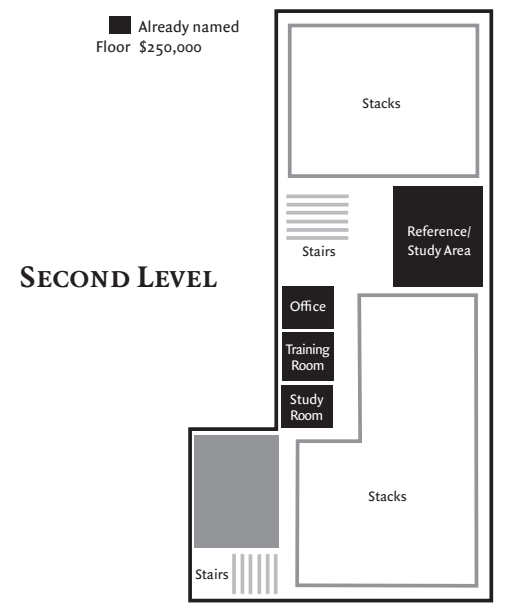 Already named
Floor $250,000
Stacks
Reference/
Study Area
Stairs
SECOND LEVEL
Office
Training
Room
Study
Room
Stacks
Stairs